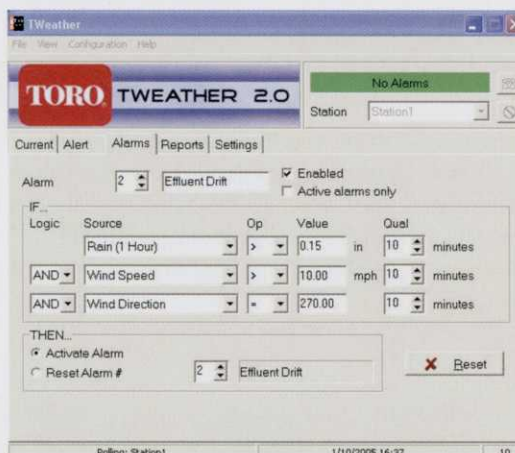 TWeather
File View Configuration Help
TORO. TWEATHER 2.0
No Alarms
Station Station1
Current Alert Alarms Reports Settings
Alarm 2 Effluent Drift Enabled
Active alarms only
IF...
Logic Source Op Value Qual
Rain (1 Hour) > 0.15 in 10 minutes
AND Wind Speed > 10.00 mph 10 minutes
AND Wind Direction = 270.00 10 minutes
THEN...
Activate Alarm
Reset Alarm # 2 Effluent Drift
Reset
Polling: Station1 1/10/2005 16:37 10